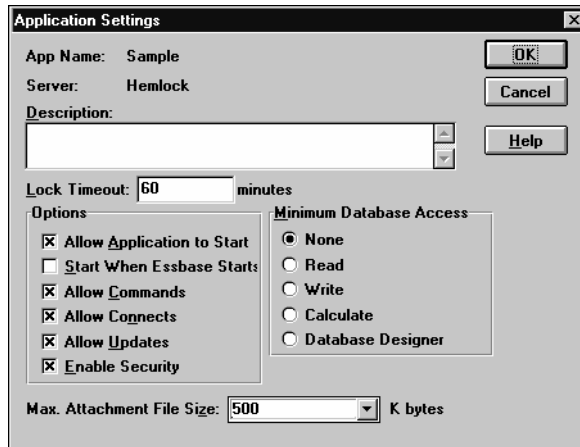 Application Settings
App Name: Sample
OK
Server: Hemlock
Cancel
Description:
Help
Lock Timeout: 60 minutes
Options
Allow Application to Start
Start When Essbase Starts
Allow Commands
Allow Connects
Allow Updates
Enable Security
Minimum Database Access
None
Read
Write
Calculate
Database Designer
Max. Attachment File Size: 500 K bytes